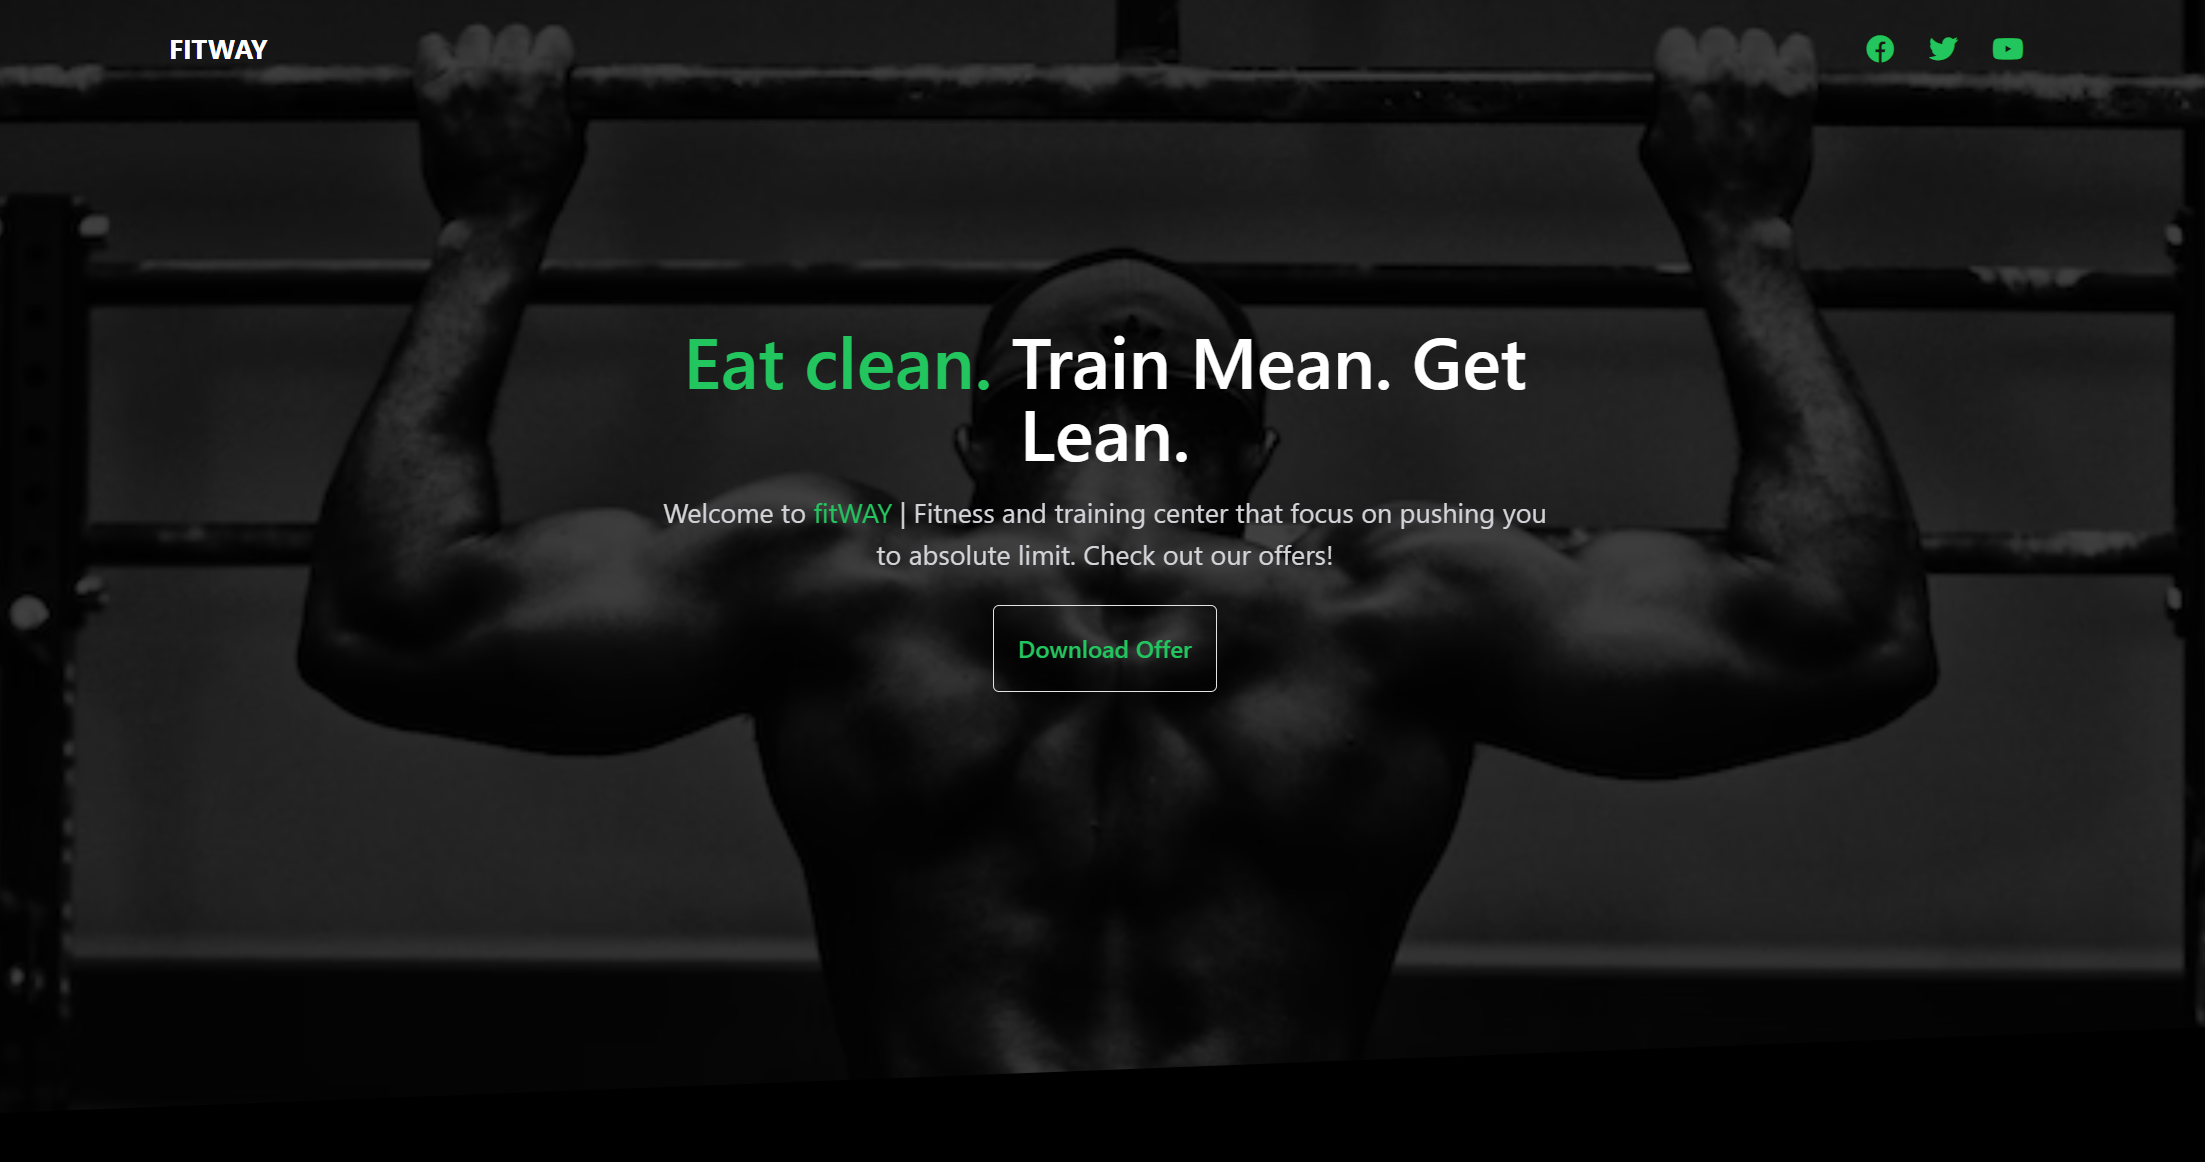 FITWAY
Eat clean. Train Mean. Get
Lean.
Welcome to fitWAY | Fitness and training center that focus on pushing you
to absolute limit. Check out our offers!
Download Offer